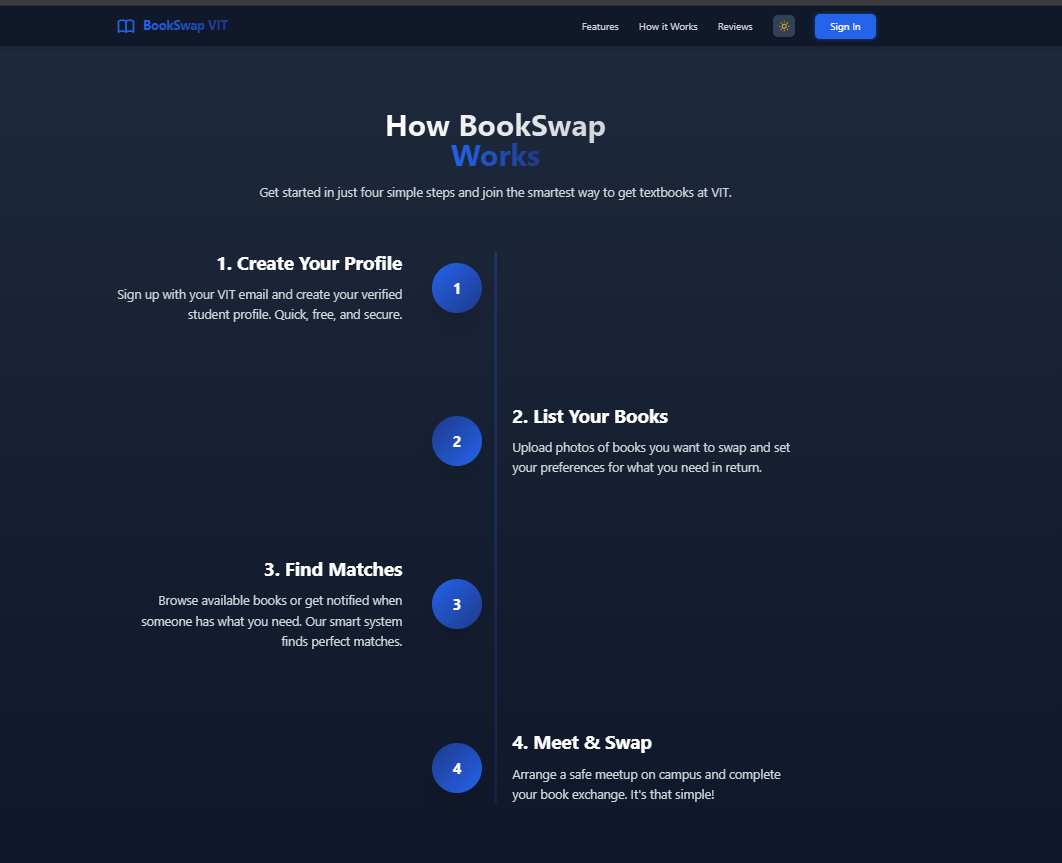 BookSwap VIT
Features
How it Works
Reviews
Sign In
How BookSwap
Works
Get started in just four simple steps and join the smartest way to get textbooks at VIT.
1. Create Your Profile
Sign up with your VIT email and create your verified
student profile. Quick, free, and secure.
1
2
2. List Your Books
Upload photos of books you want to swap and set
your preferences for what you need in return.
3. Find Matches
Browse available books or get notified when
someone has what you need. Our smart system
finds perfect matches.
3
4
4. Meet & Swap
Arrange a safe meetup on campus and complete
your book exchange. It's that simple!